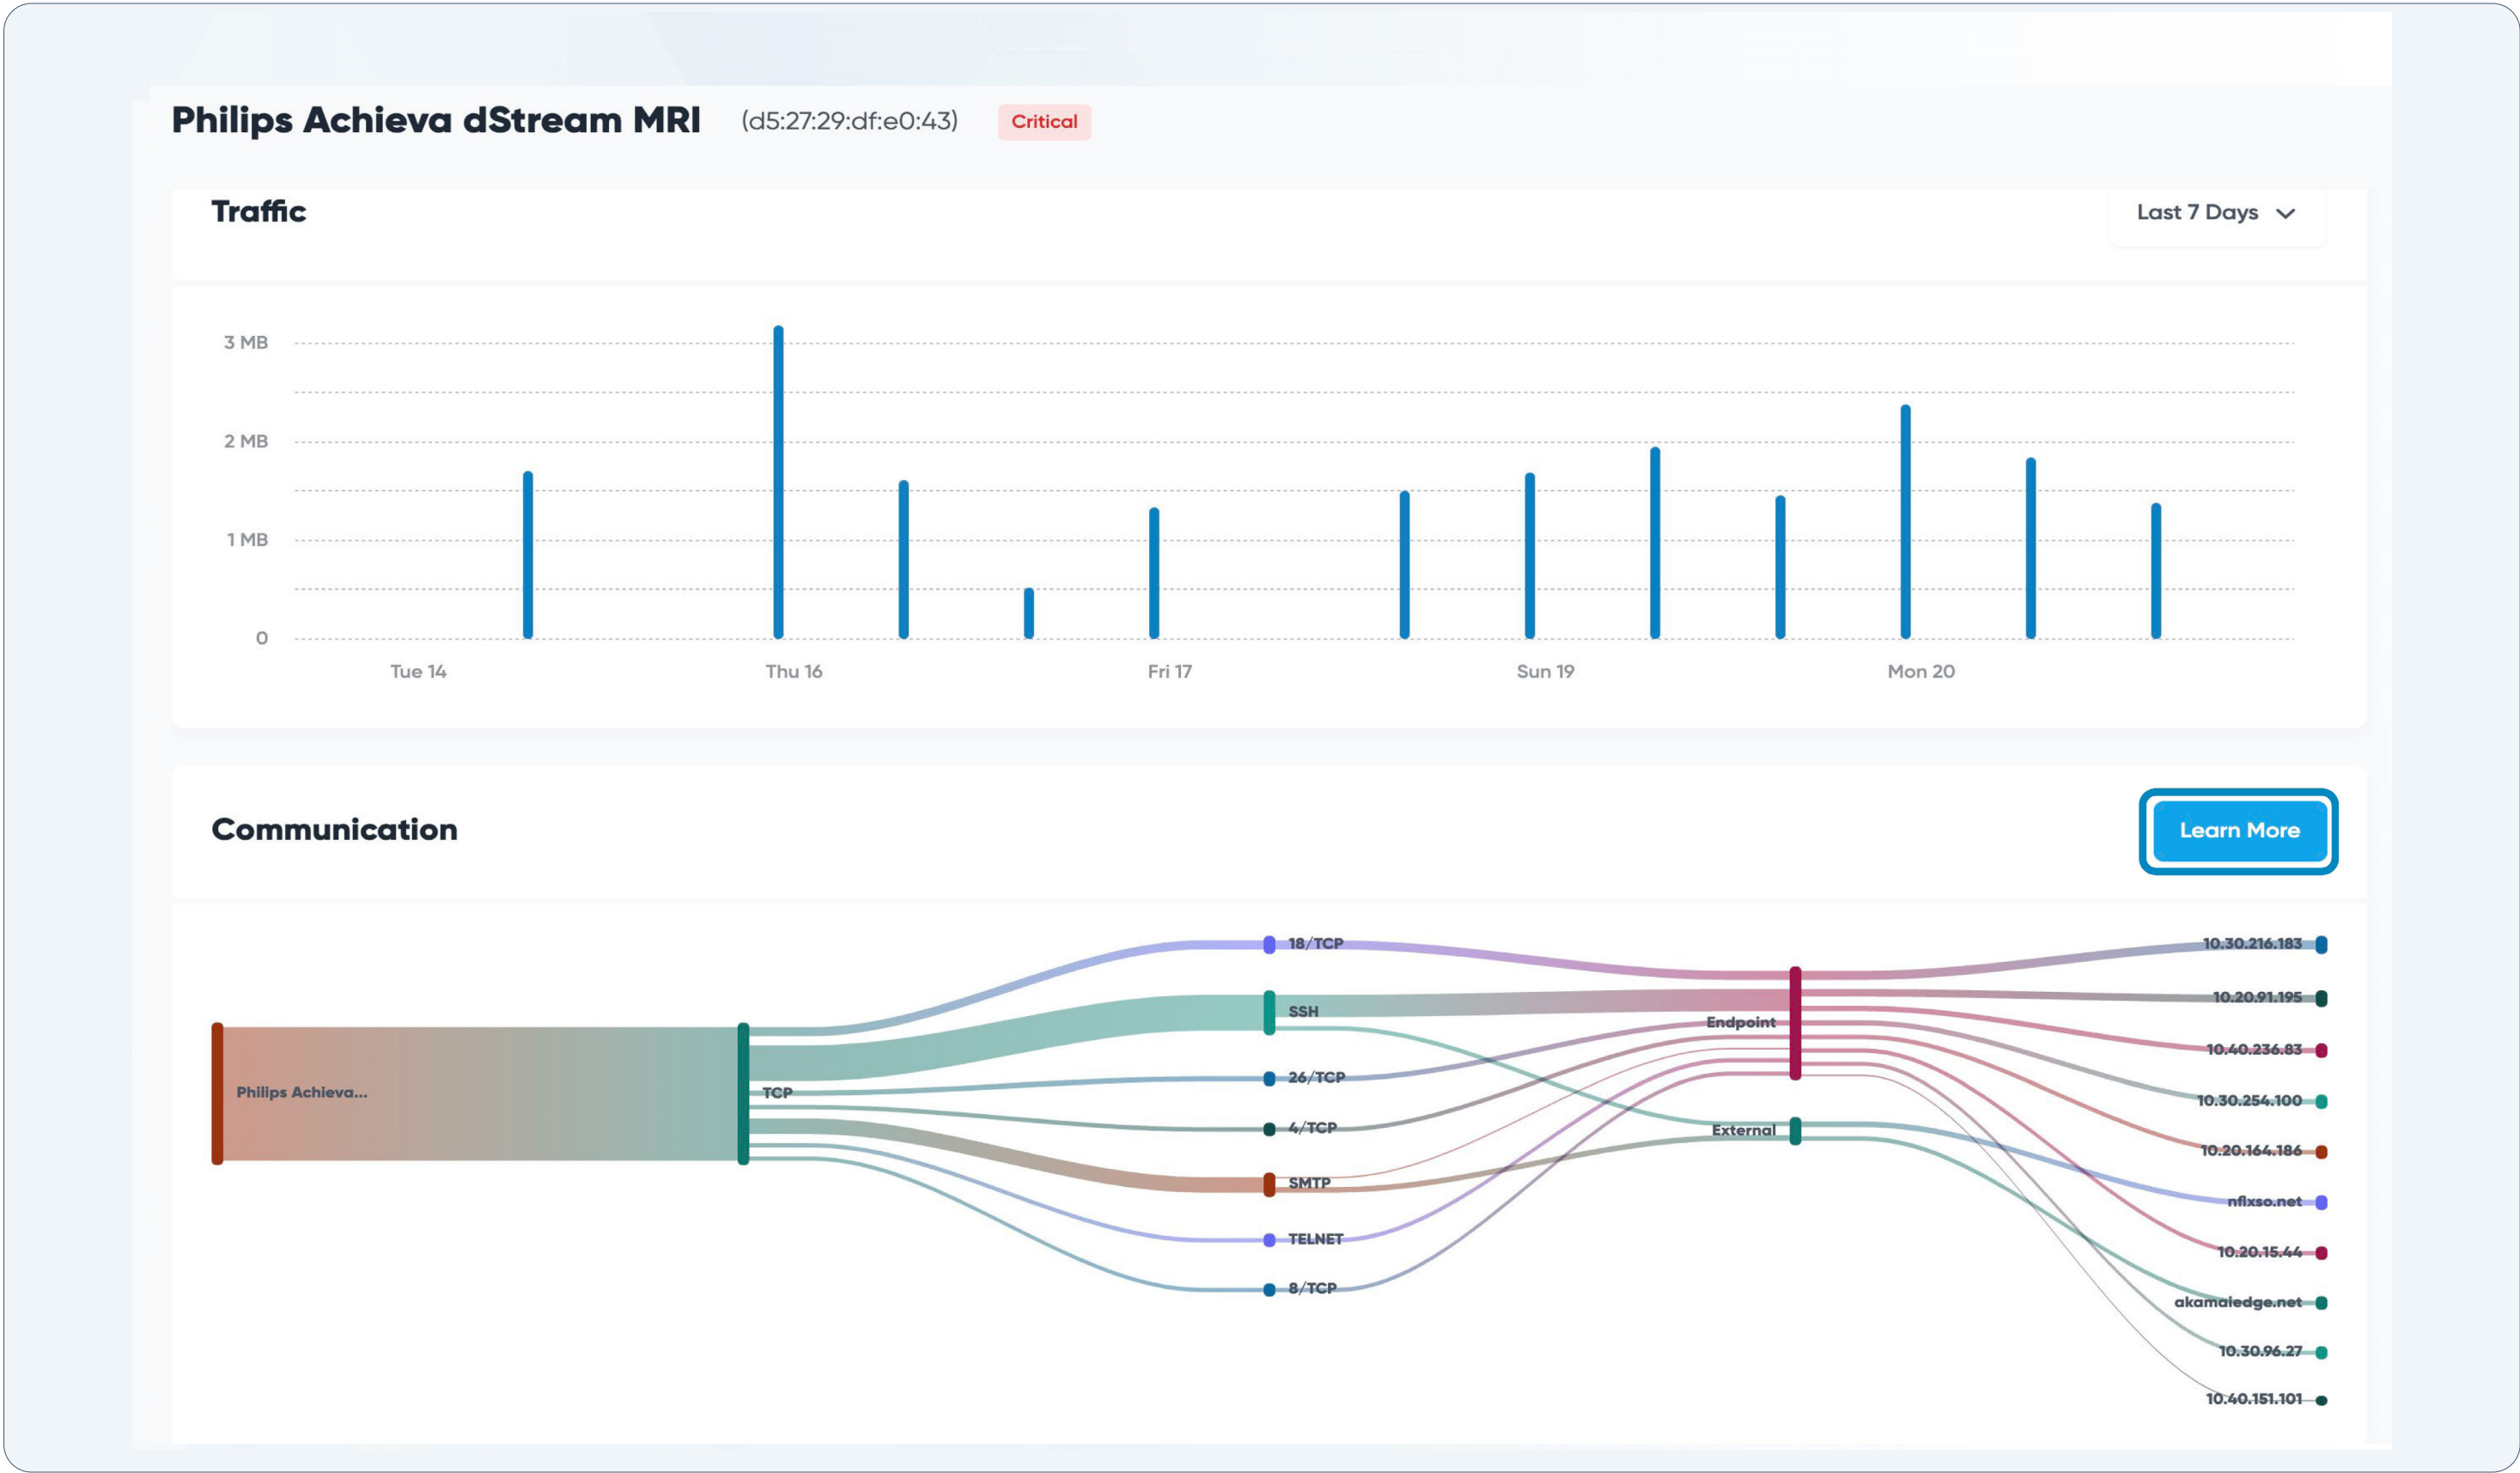 Philips Achieva dStream MRI (d5:27:29:df:e0:43) Critical
Traffic
Last 7 Days
3 MB
2 MB
1 MB
0
Tue 14
Thu 16
Fri 17
Sun 19
Mon 20
Communication
Learn More
Philips Achieva...
TCP
18/TCP
SSH
26/TCP
4/TCP
SMTP
TELNET
8/TCP
Endpoint
External
10.30.216.183
10.20.91.195
10.40.236.83
10.30.254.100
10.20.164.186
nflxso.net
10.20.15.44
akamaiedge.net
10.30.96.27
10.40.151.101